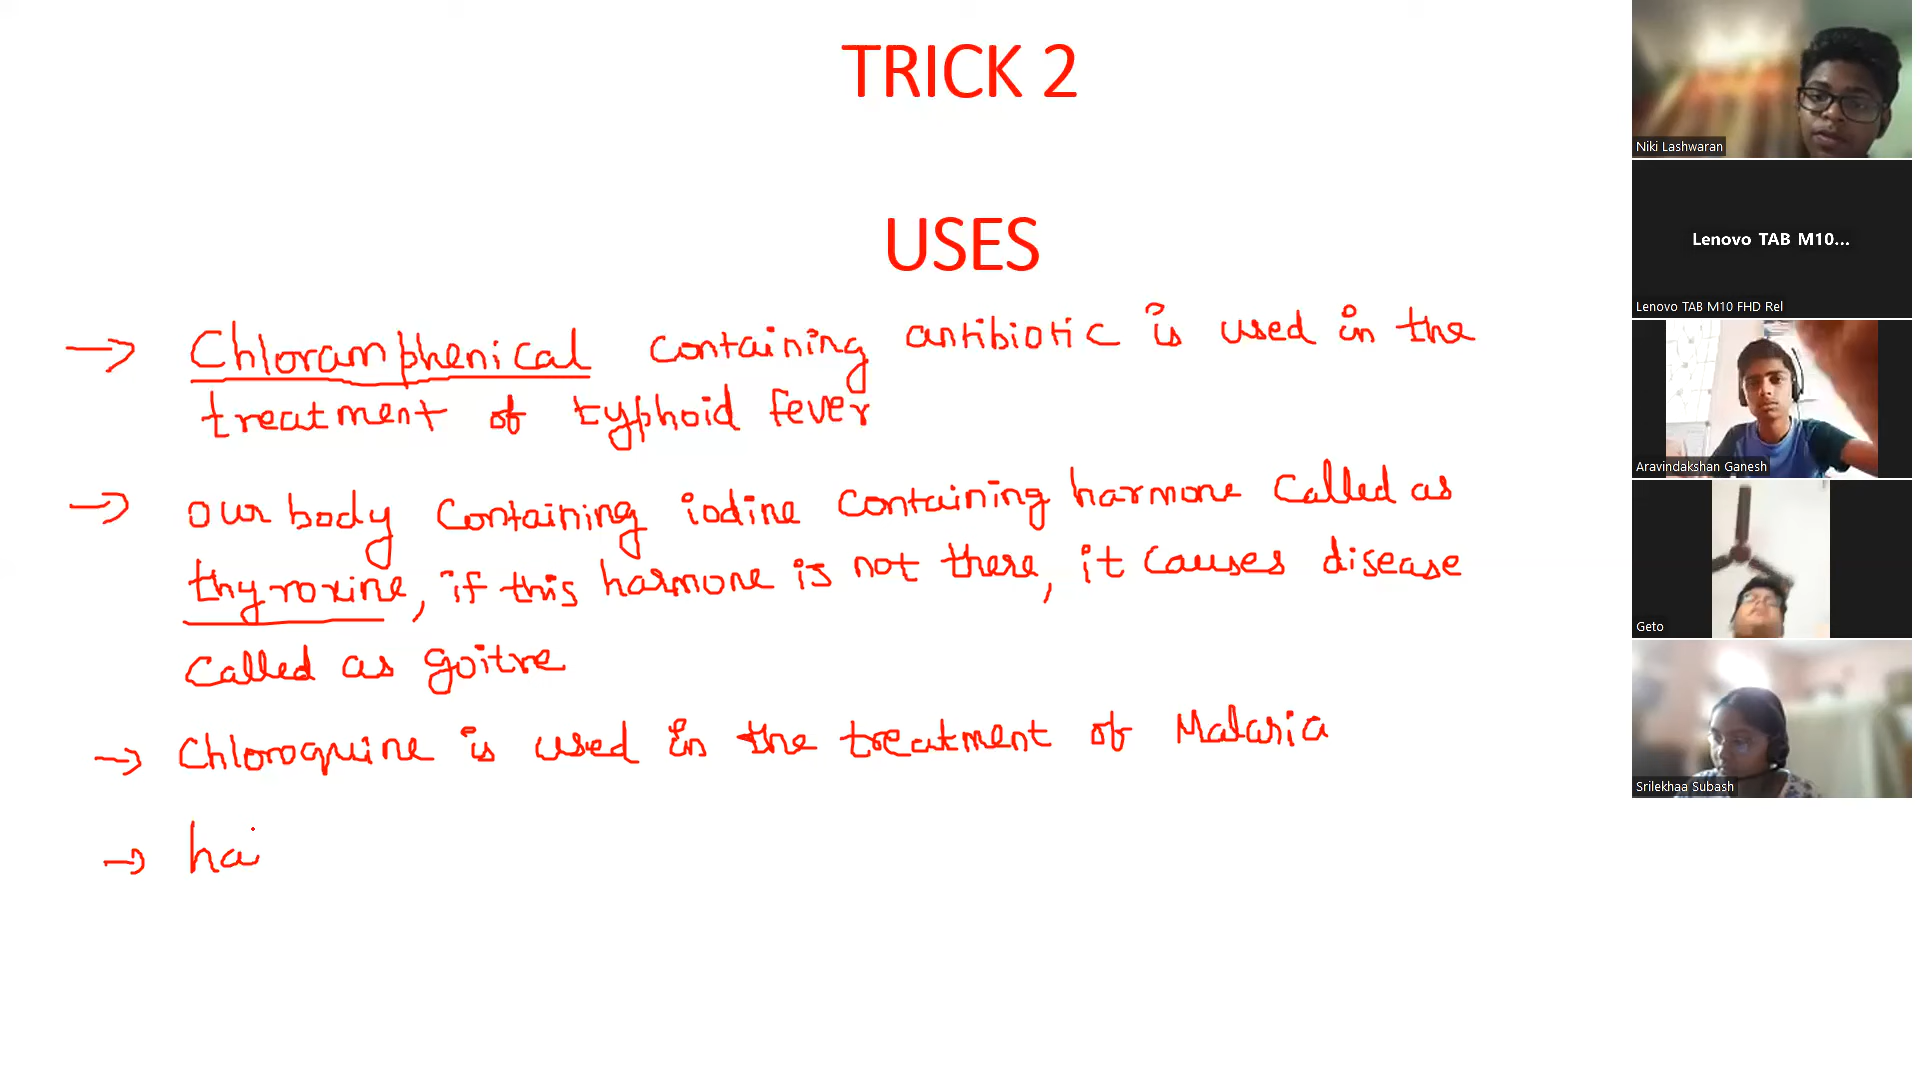 TRICK 2
USES
→ Chloramphenical containing antibiotic is used in the
treatment of typhoid fever
→ our body containing iodine containing harmone called as
thyroxine, if this harmone is not there, it causes disease
called as goitre
→ Chloroquine is used in the treatment of Malaria
→ hai
Niki Lashwaran
Lenovo TAB M10...
Lenovo TAB M10 FHD Rel
Aravindakshan Ganesh
Geto
Srilekhaa Subash